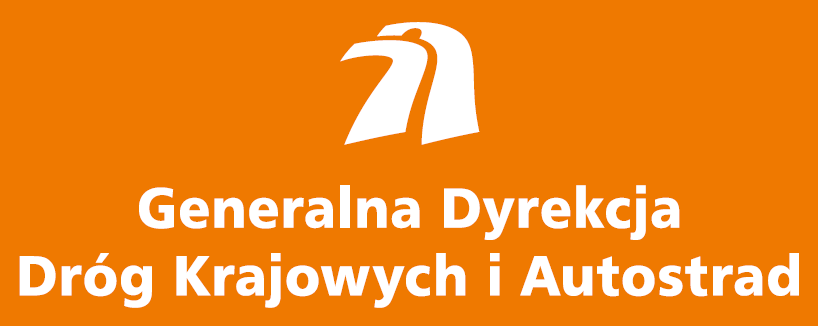 Generalna Dyrekcja
Dróg Krajowych i Autostrad